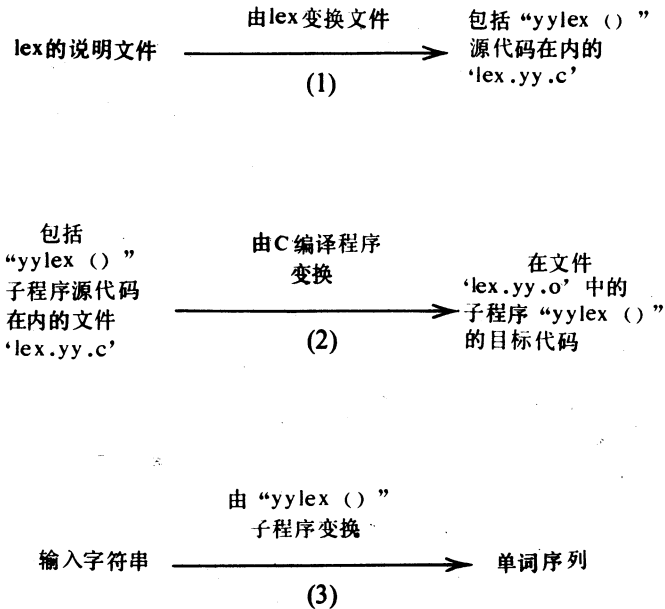 lex的说明文件
由lex变换文件
(1)
包括“yylex（）”
源代码在内的
‘lex.yy.c’
包括
“yylex（）”
子程序源代码
在内的文件
‘lex.yy.c’
由C编译程序
变换
(2)
在文件
‘lex.yy.o’中的
子程序“yylex（）”
的目标代码
输入字符串
由“yylex（）”
子程序变换
(3)
单词序列